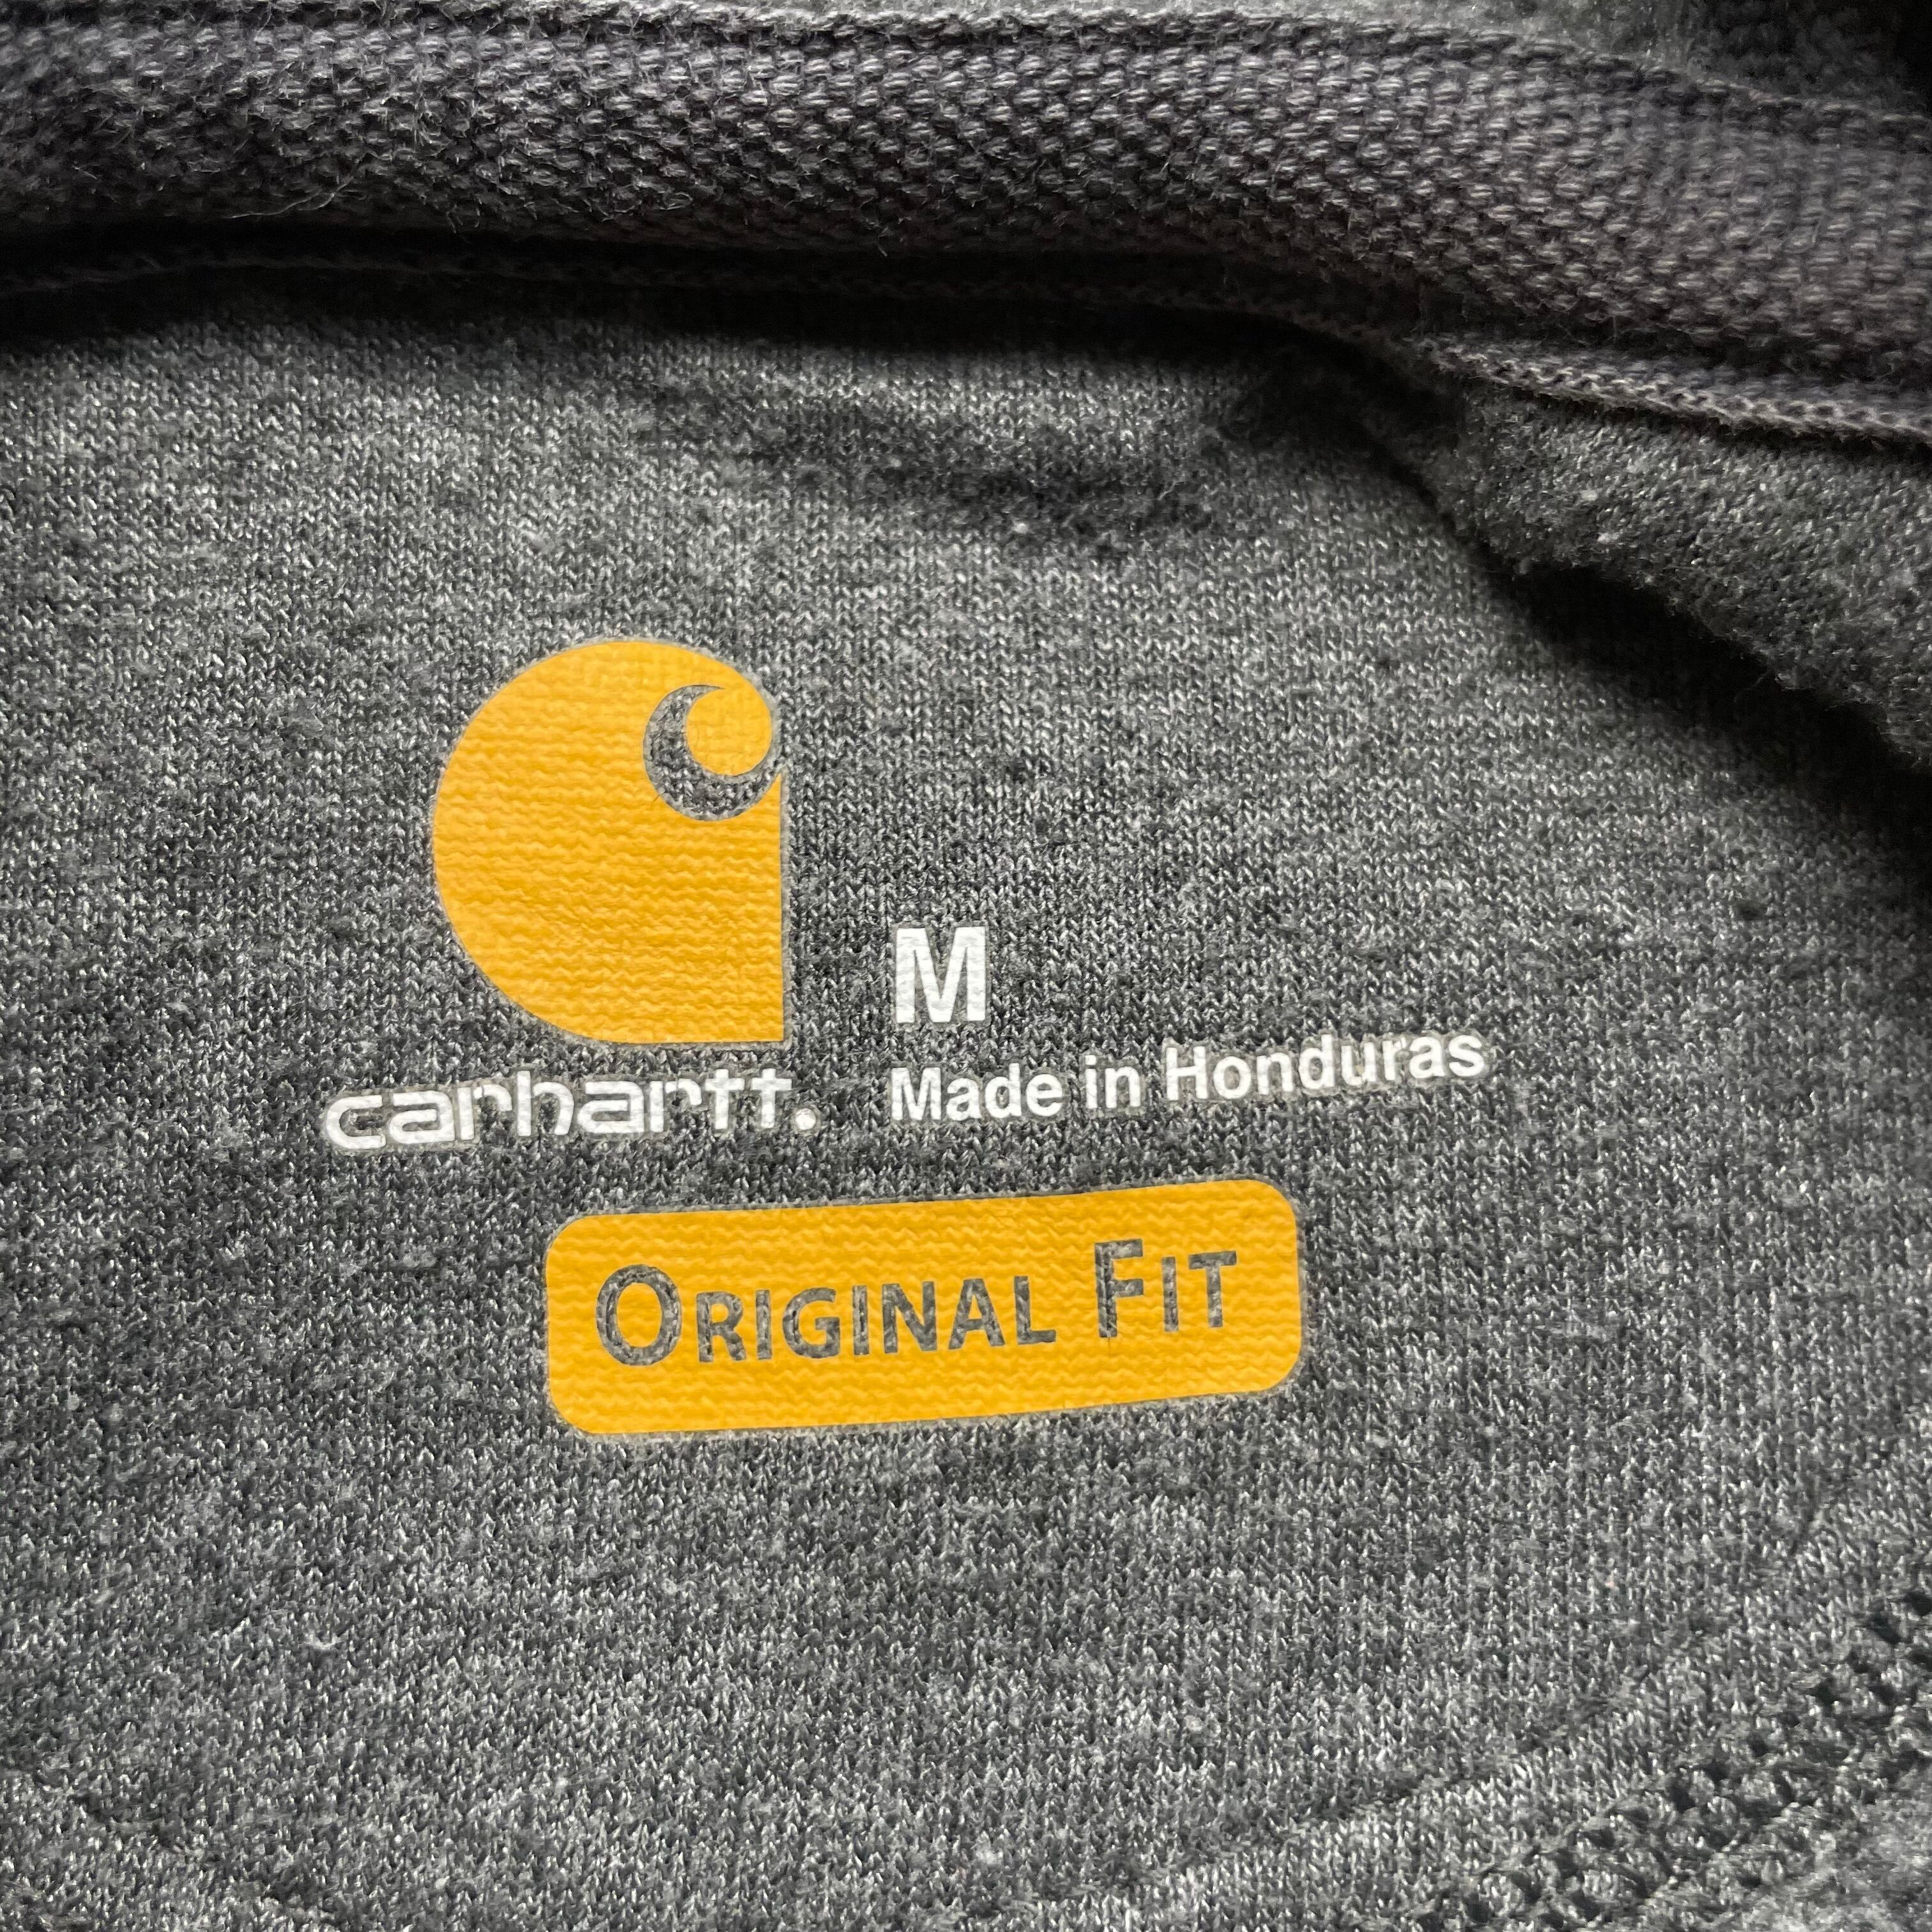 M
carhartt.
Made in Honduras
ORIGINAL FIT